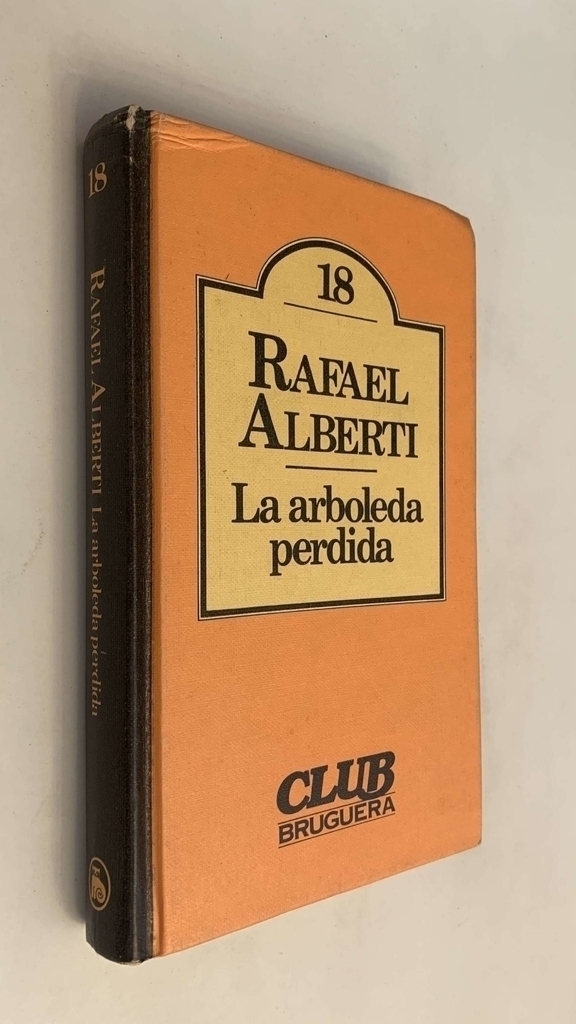 18
RAFAEL ALBERTI La arboleda perdida
18
RAFAEL
ALBERTI
La arboleda
perdida
CLUB
BRUGUERA